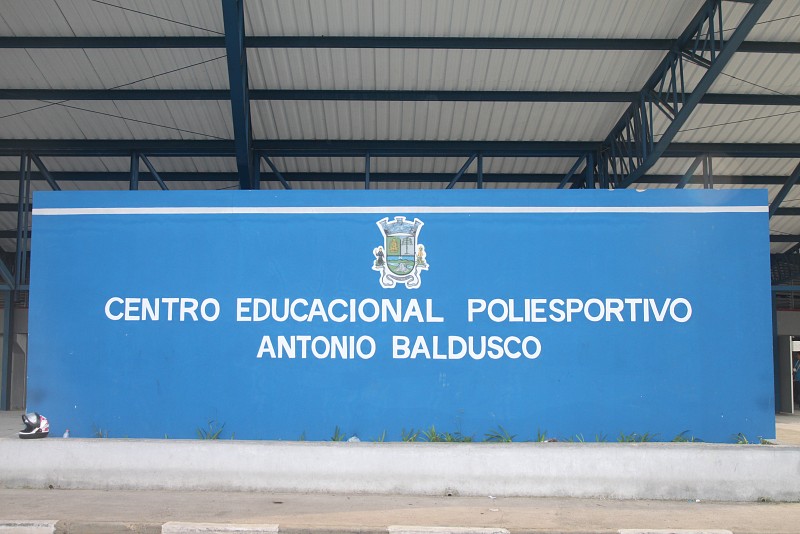 CENTRO EDUCACIONAL POLIESPORTIVO
ANTONIO BALDUSCO